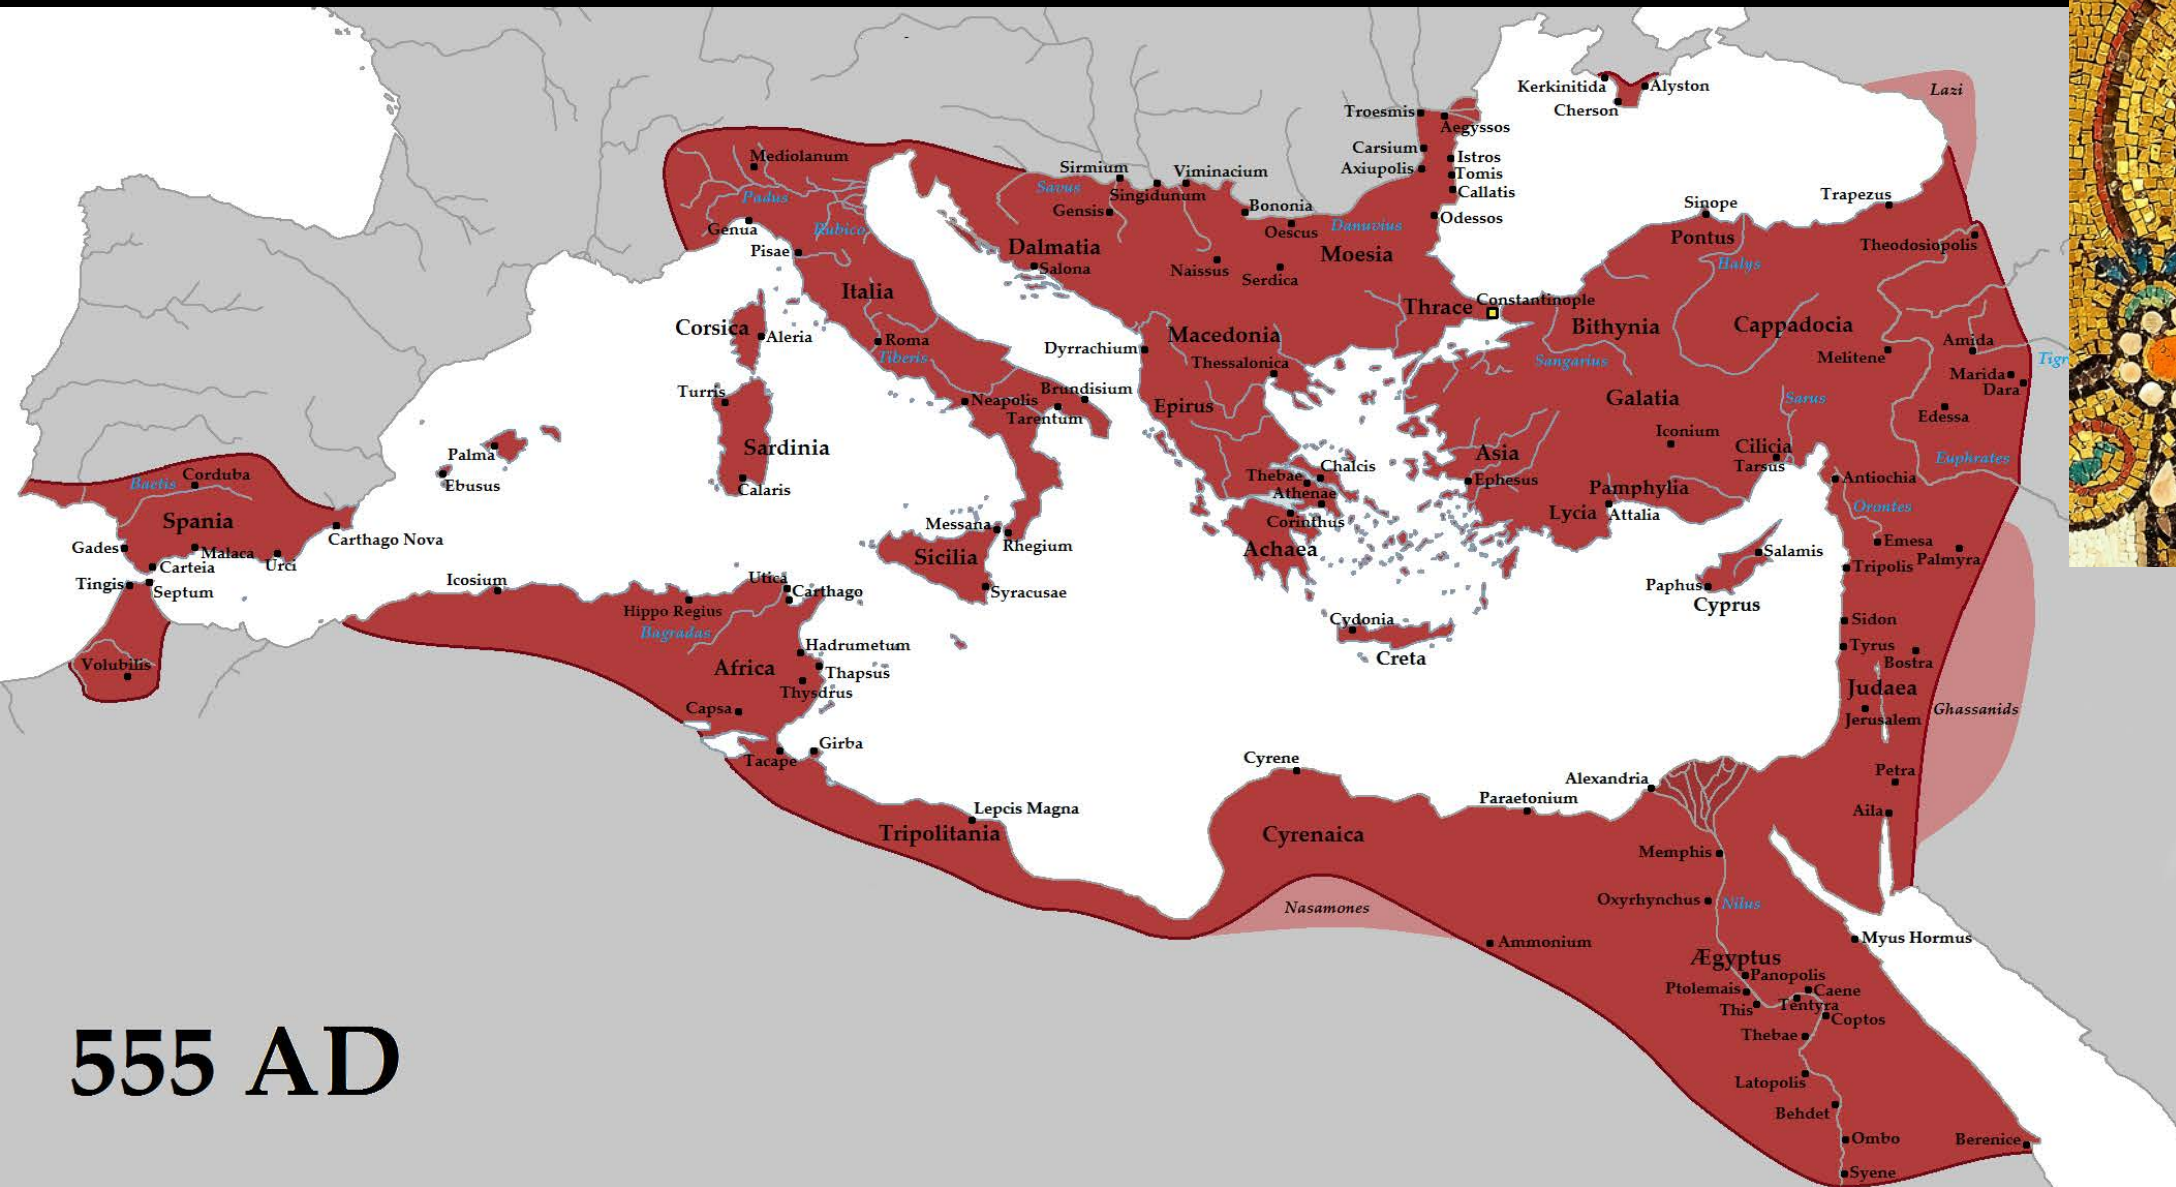 Lazi
Kerkinitida
Alyston
Cherson
Troesmis
Aegyssos
Carsium
Istros
Axiupolis
Tomis
Callatis
Odessos
Mediolanum
Padus
Genua
Rubico
Pisae
Sirmium
Viminacium
Savus
Singidunum
Gensis
Bononia
Oescus
Danuvius
Dalmatia
Salona
Moesia
Naissus
Serdica
Sinope
Trapezus
Pontus
Theodosiopolis
Halys
Italia
Corsica
Aleria
Roma
Tiberis
Thrace
Constantinople
Bithynia
Cappadocia
Macedonia
Dyrrachium
Thessalonica
Sangarius
Melitene
Amida
Tigr
Marida
Dara
Turris
Neapolis
Brundisium
Tarentum
Epirus
Galatia
Sarus
Edessa
Iconium
Sardinia
Calaris
Palma
Ebusus
Corduba
Baetis
Spania
Carthago Nova
Gades
Malaca
Urci
Carteia
Tingis
Septum
Volubilis
Asia
Ephesus
Cilicia
Tarsus
Euphrates
Antiochia
Orontes
Pamphylia
Lycia
Attalia
Chalcis
Thebae
Athenae
Corinthus
Achaea
Messana
Rhegium
Sicilia
Syracusae
Salamis
Paphus
Cyprus
Emesa
Palmyra
Tripolis
Icosium
Utica
Carthago
Hippo Regius
Bagradas
Hadrumetum
Africa
Thapsus
Thysdrus
Capsa
Girba
Tacape
Cydonia
Creta
Sidon
Tyrus
Bostra
Judaea
Jerusalem
Ghassanids
Petra
Aila
Cyrene
Alexandria
Paraetonium
Lepcis Magna
Tripolitania
Cyrenaica
Memphis
Nasamones
Oxyrhynchus
Nilus
Ammonium
Myus Hormus
Ægyptus
Panopolis
Ptolemais
Caene
This
Tentyra
Coptos
Thebae
Latopolis
Behdet
Ombo
Berenice
Syene
555 AD